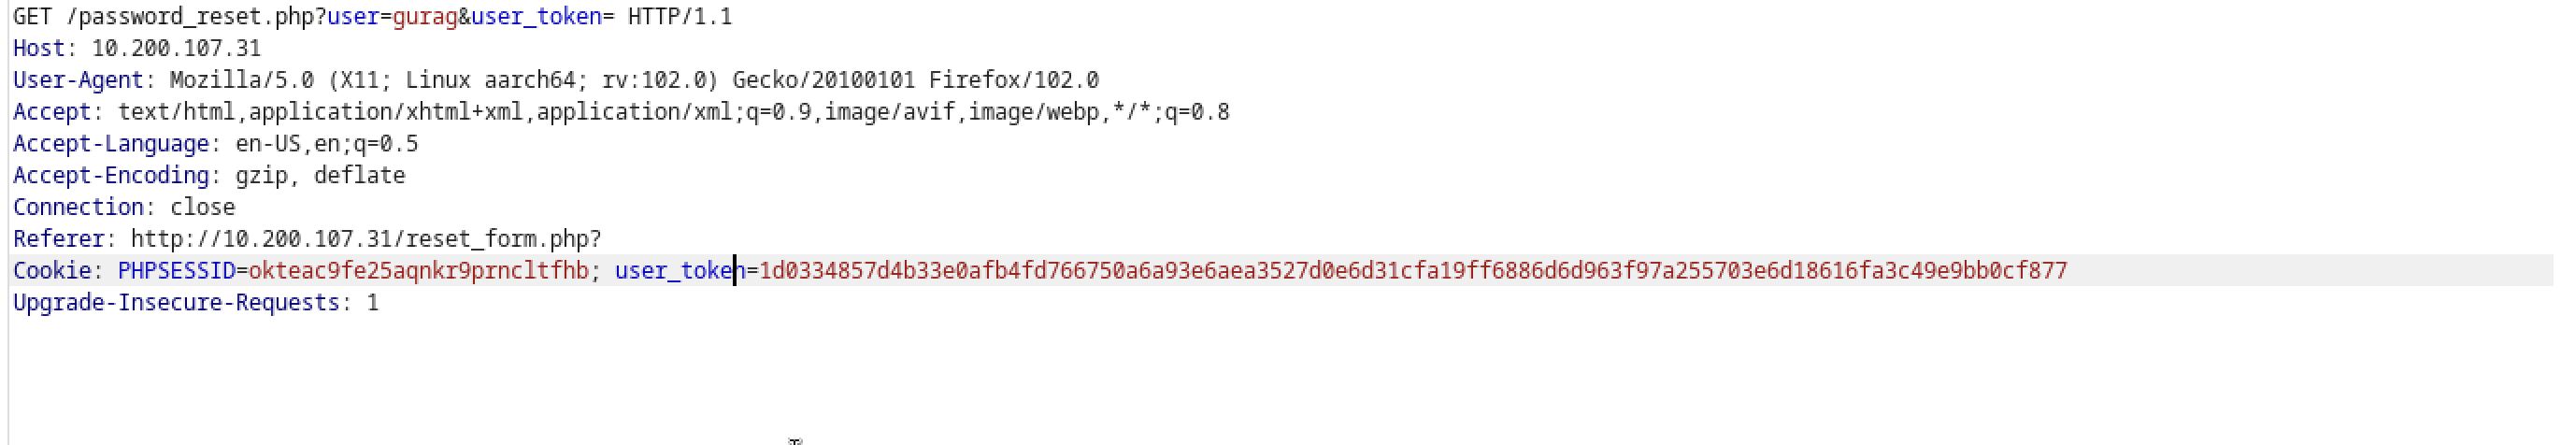 GET /password_reset.php?user=gurag&user_token= HTTP/1.1
Host: 10.200.107.31
User-Agent: Mozilla/5.0 (X11; Linux aarch64; rv:102.0) Gecko/20100101 Firefox/102.0
Accept: text/html,application/xhtml+xml,application/xml;q=0.9,image/avif,image/webp,*/*;q=0.8
Accept-Language: en-US,en;q=0.5
Accept-Encoding: gzip, deflate
Connection: close
Referer: http://10.200.107.31/reset_form.php?
Cookie: PHPSESSID=okteac9fe25aqnkr9prncltfhb; user_token=1d0334857d4b33e0afb4fd766750a6a93e6aea3527d0e6d31cfa19ff6886d6d963f97a255703e6d18616fa3c49e9bb0cf877
Upgrade-Insecure-Requests: 1